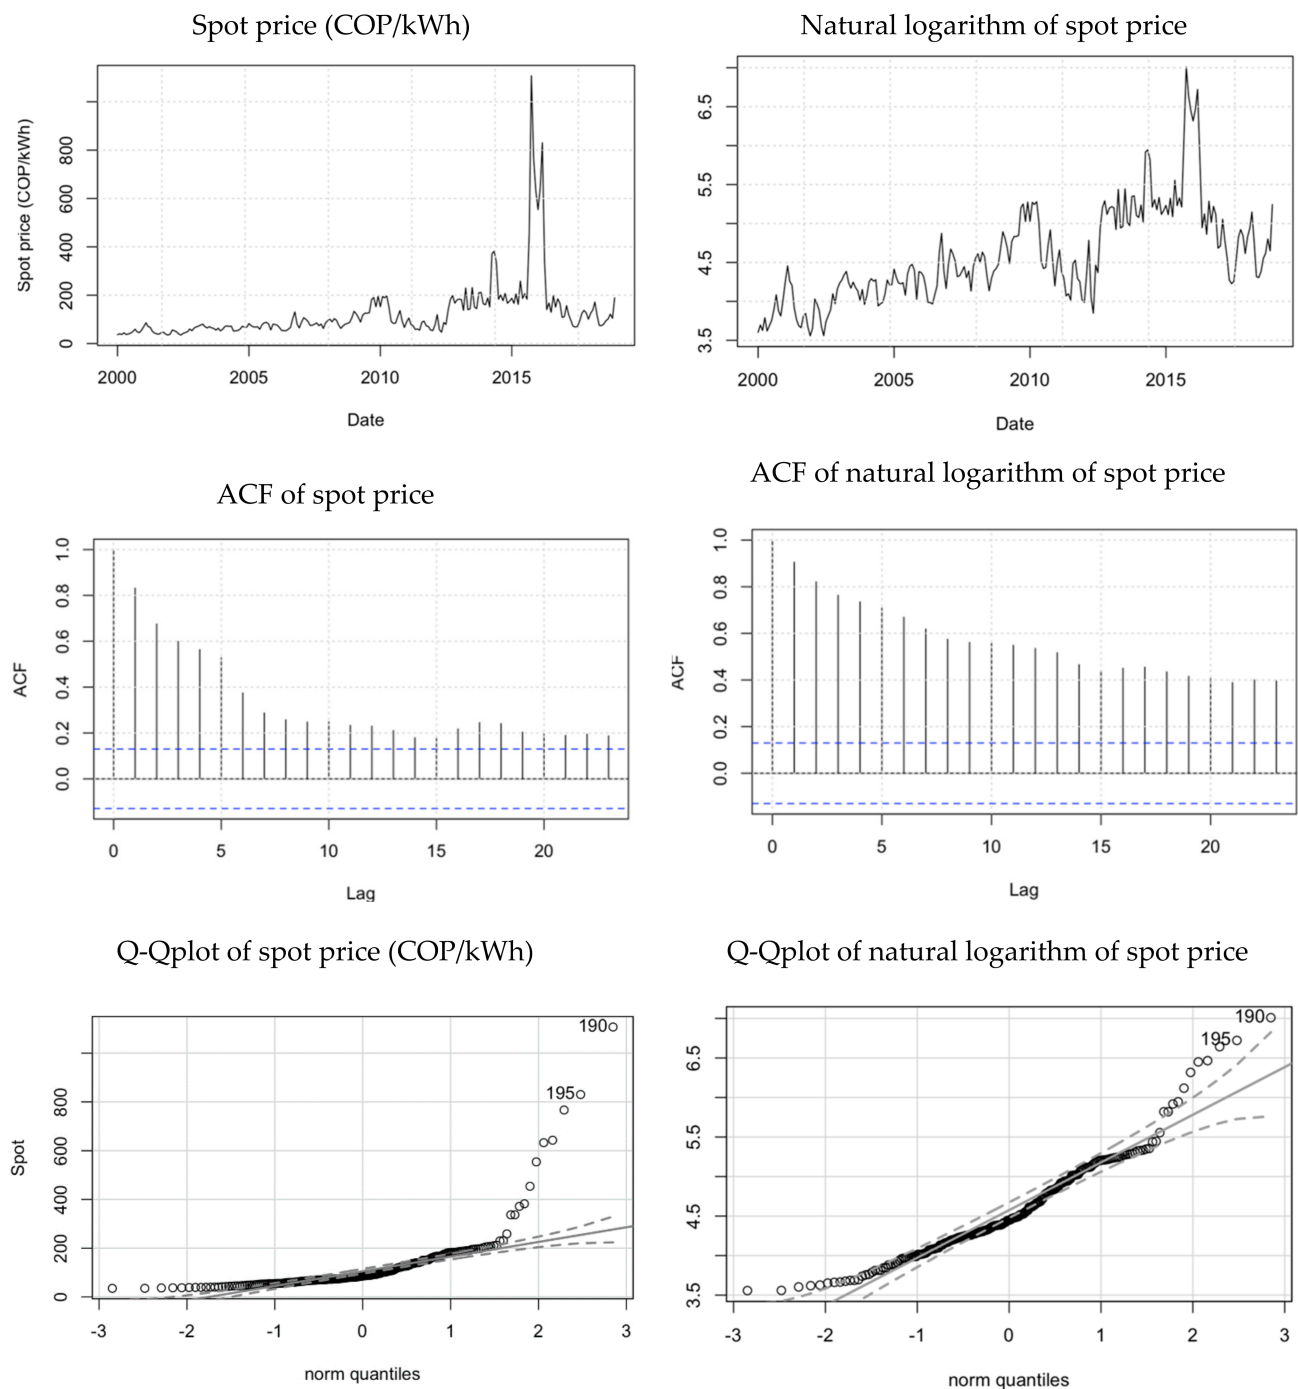 Spot price (COP/kWh)
Natural logarithm of spot price
Spot price (COP/kWh)
0 200 400 600 800
2000 2005 2010 2015
Date
3.5 4.5 5.5 6.5
2000 2005 2010 2015
Date
ACF of spot price
ACF of natural logarithm of spot price
ACF
0.0 0.2 0.4 0.6 0.8 1.0
0 5 10 15 20
Lag
ACF
0.0 0.2 0.4 0.6 0.8 1.0
0 5 10 15 20
Lag
Q-Qplot of spot price (COP/kWh)
Q-Qplot of natural logarithm of spot price
Spot
0 200 400 600 800
190
195
-3 -2 -1 0 1 2 3
norm quantiles
3.5 4.5 5.5 6.5
190
195
-3 -2 -1 0 1 2 3
norm quantiles